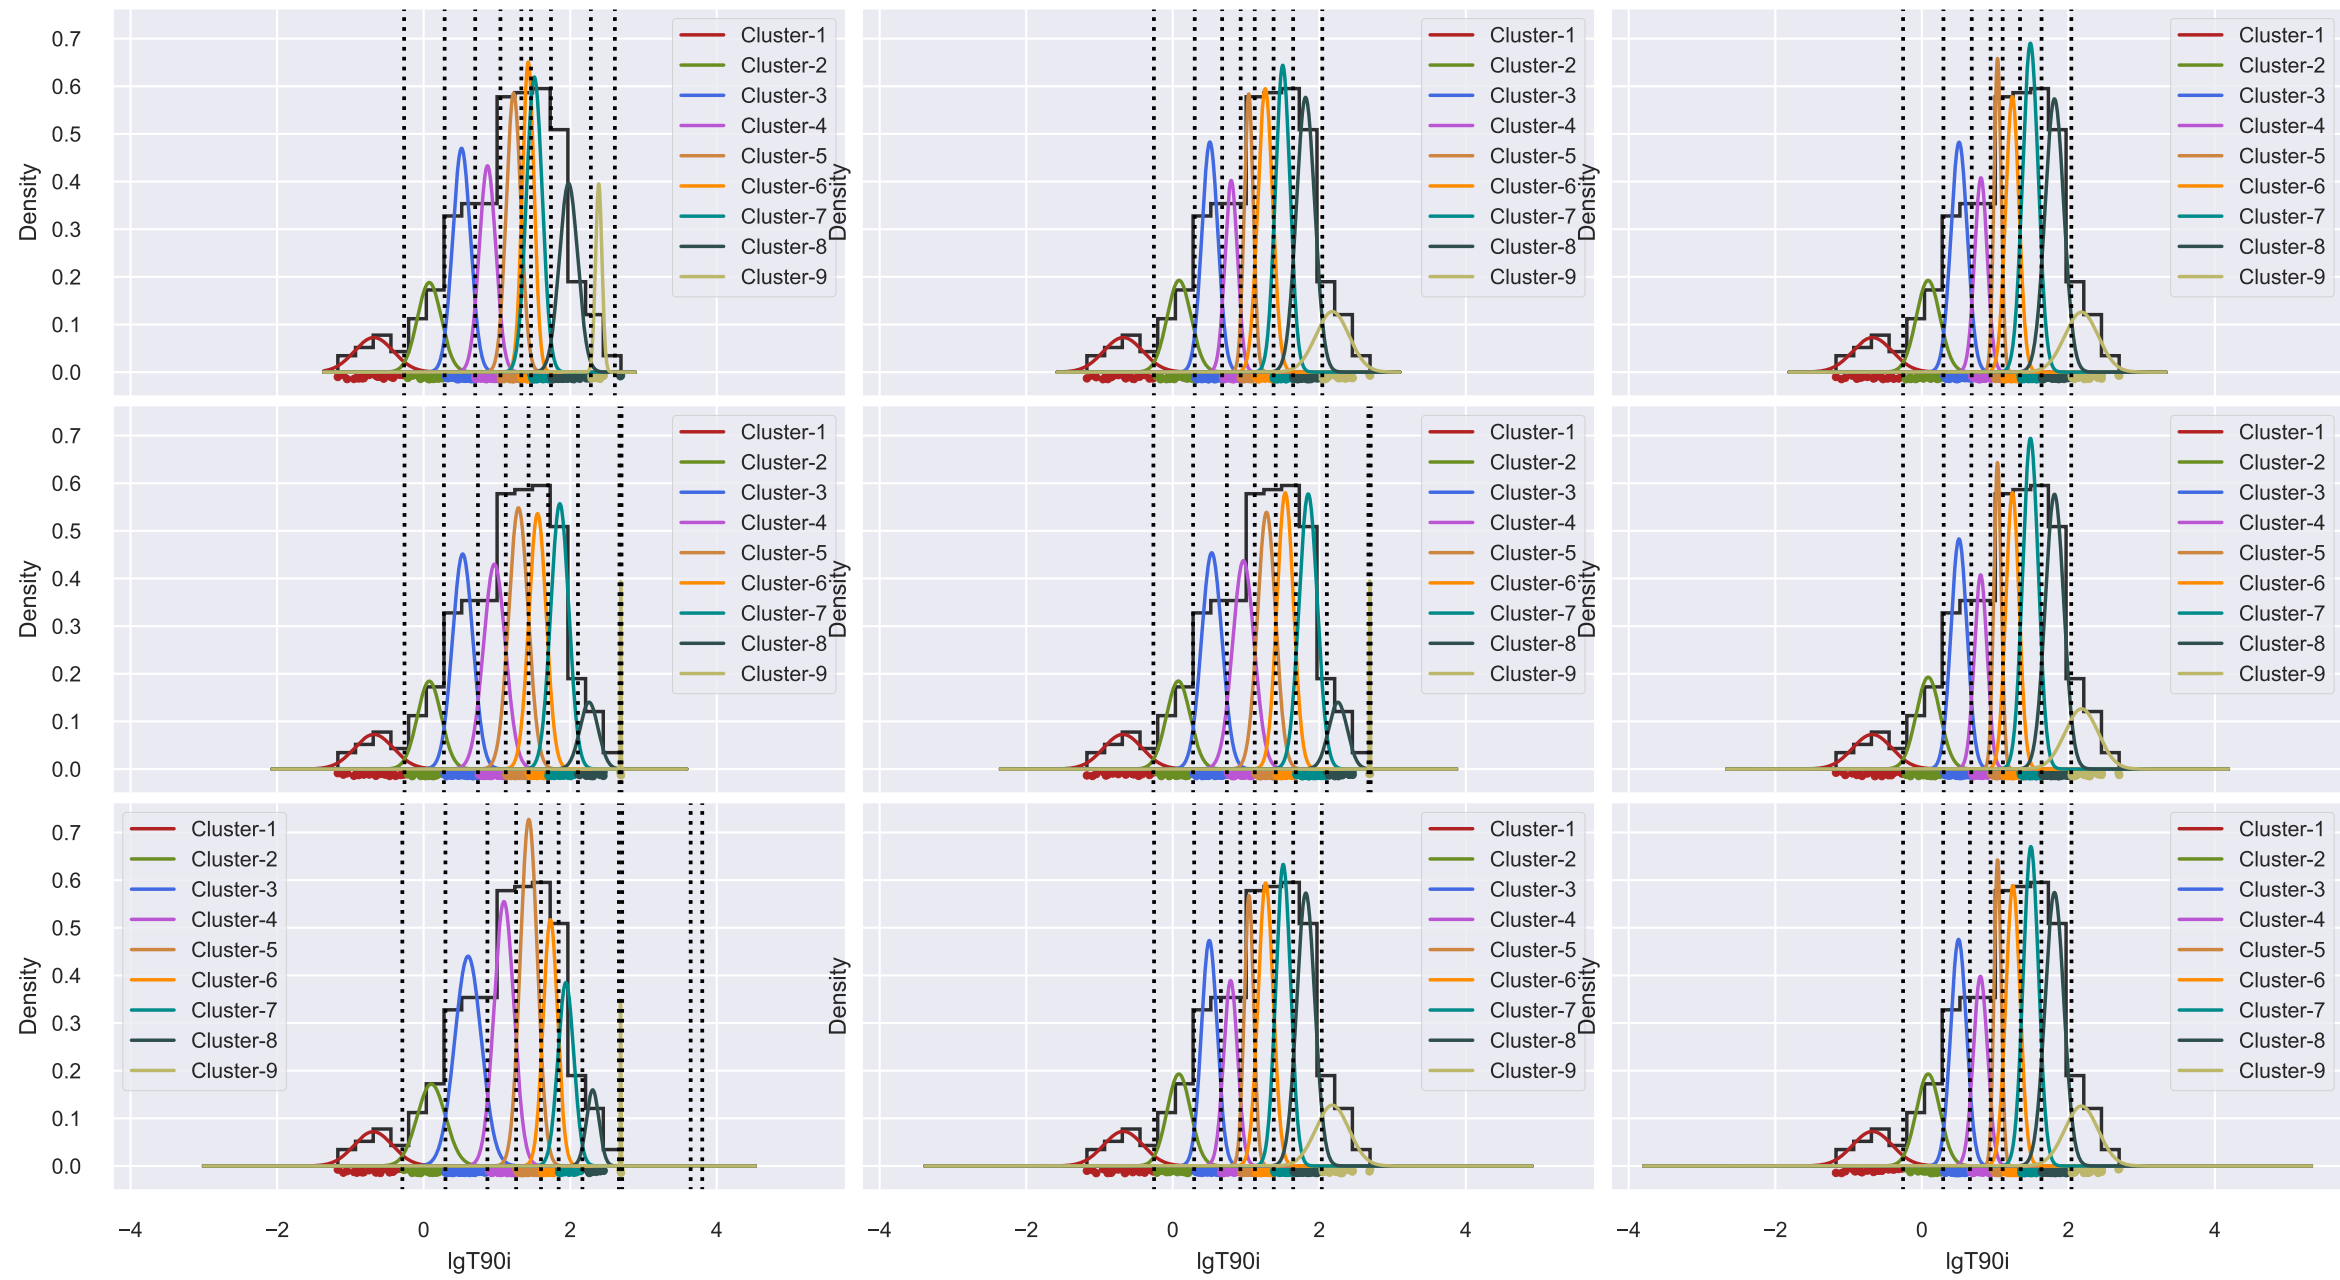 0.7
0.6
0.5
0.4
0.3
0.2
0.1
0.0
Density
Cluster-1
Cluster-2
Cluster-3
Cluster-4
Cluster-5
Cluster-6
Cluster-7
Cluster-8
Cluster-9
Density
Cluster-1
Cluster-2
Cluster-3
Cluster-4
Cluster-5
Cluster-6
Cluster-7
Cluster-8
Cluster-9
Density
Cluster-1
Cluster-2
Cluster-3
Cluster-4
Cluster-5
Cluster-6
Cluster-7
Cluster-8
Cluster-9
0.7
0.6
0.5
0.4
0.3
0.2
0.1
0.0
Density
Cluster-1
Cluster-2
Cluster-3
Cluster-4
Cluster-5
Cluster-6
Cluster-7
Cluster-8
Cluster-9
Density
Cluster-1
Cluster-2
Cluster-3
Cluster-4
Cluster-5
Cluster-6
Cluster-7
Cluster-8
Cluster-9
Density
Cluster-1
Cluster-2
Cluster-3
Cluster-4
Cluster-5
Cluster-6
Cluster-7
Cluster-8
Cluster-9
0.7
0.6
0.5
0.4
0.3
0.2
0.1
0.0
Density
Cluster-1
Cluster-2
Cluster-3
Cluster-4
Cluster-5
Cluster-6
Cluster-7
Cluster-8
Cluster-9
Density
Cluster-1
Cluster-2
Cluster-3
Cluster-4
Cluster-5
Cluster-6
Cluster-7
Cluster-8
Cluster-9
Density
Cluster-1
Cluster-2
Cluster-3
Cluster-4
Cluster-5
Cluster-6
Cluster-7
Cluster-8
Cluster-9
−4 −2 0 2 4
lgT90i
−4 −2 0 2 4
lgT90i
−4 −2 0 2 4
lgT90i